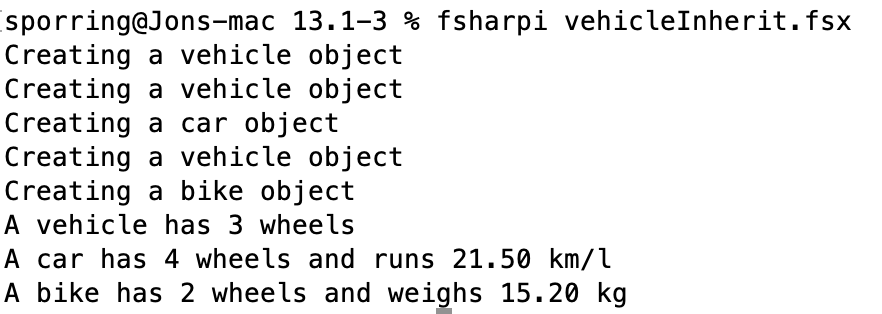 sporring@Jons-mac 13.1-3 % fsharpi vehicleInherit.fsx
Creating a vehicle object
Creating a vehicle object
Creating a car object
Creating a vehicle object
Creating a bike object
A vehicle has 3 wheels
A car has 4 wheels and runs 21.50 km/l
A bike has 2 wheels and weighs 15.20 kg